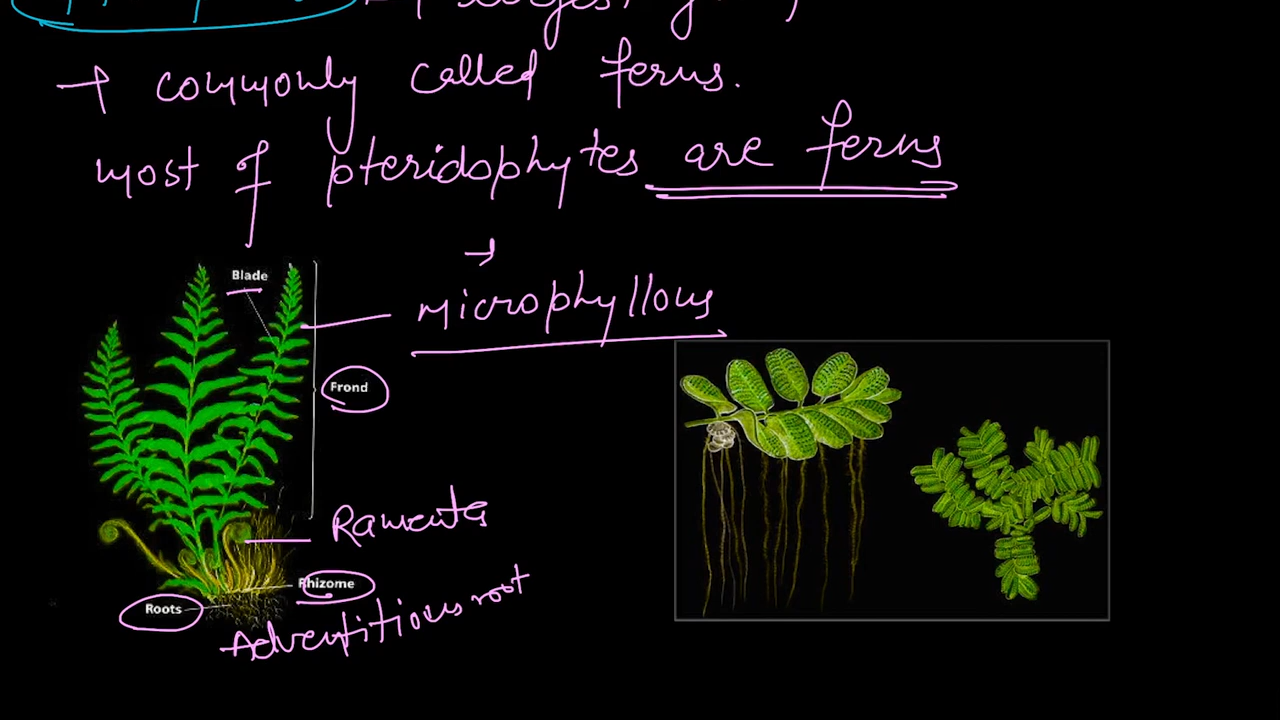 → commonly called ferns.
most of pteridophytes are ferns
→
microphyllous
Blade
Frond
Ramenta
Rhizome
Roots
Adventitious root